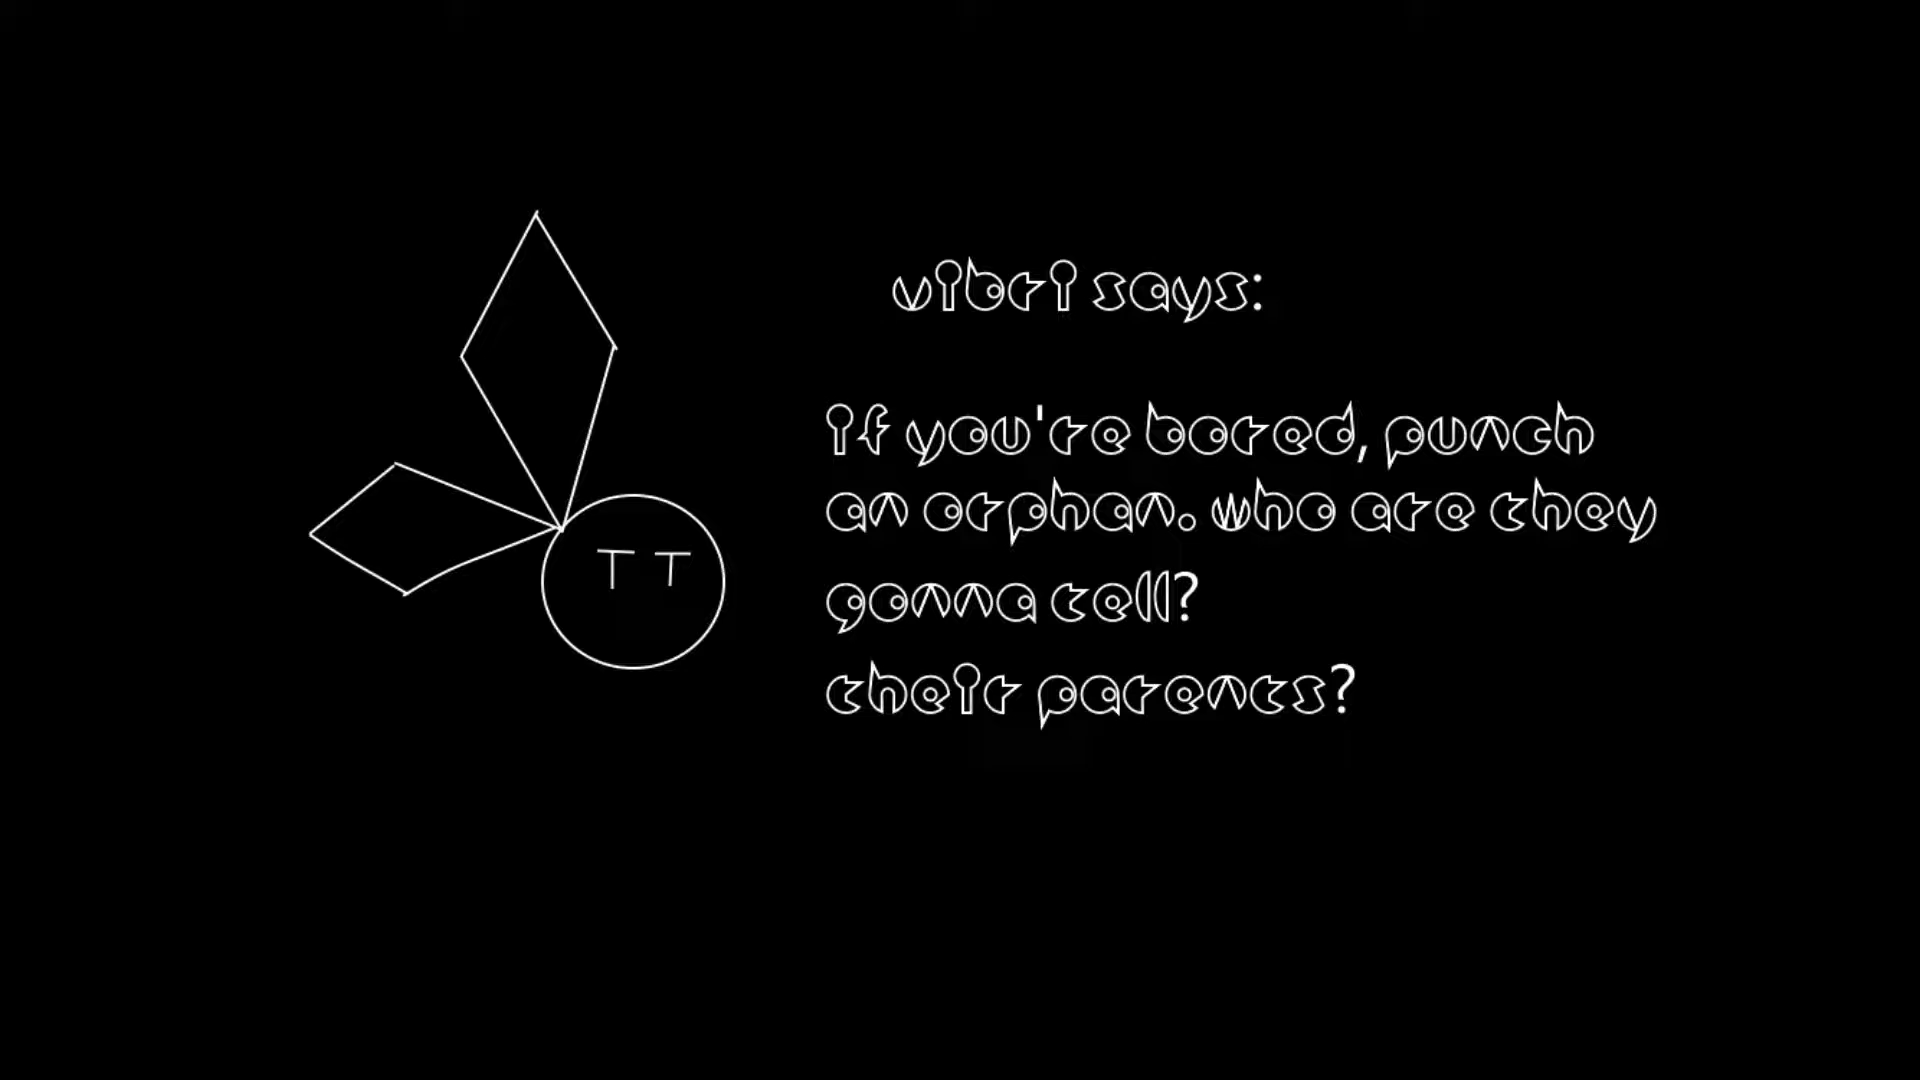 vibri says:
if you're bored, punch
an orphan. who are they
gonna tell?
their parents?
T T